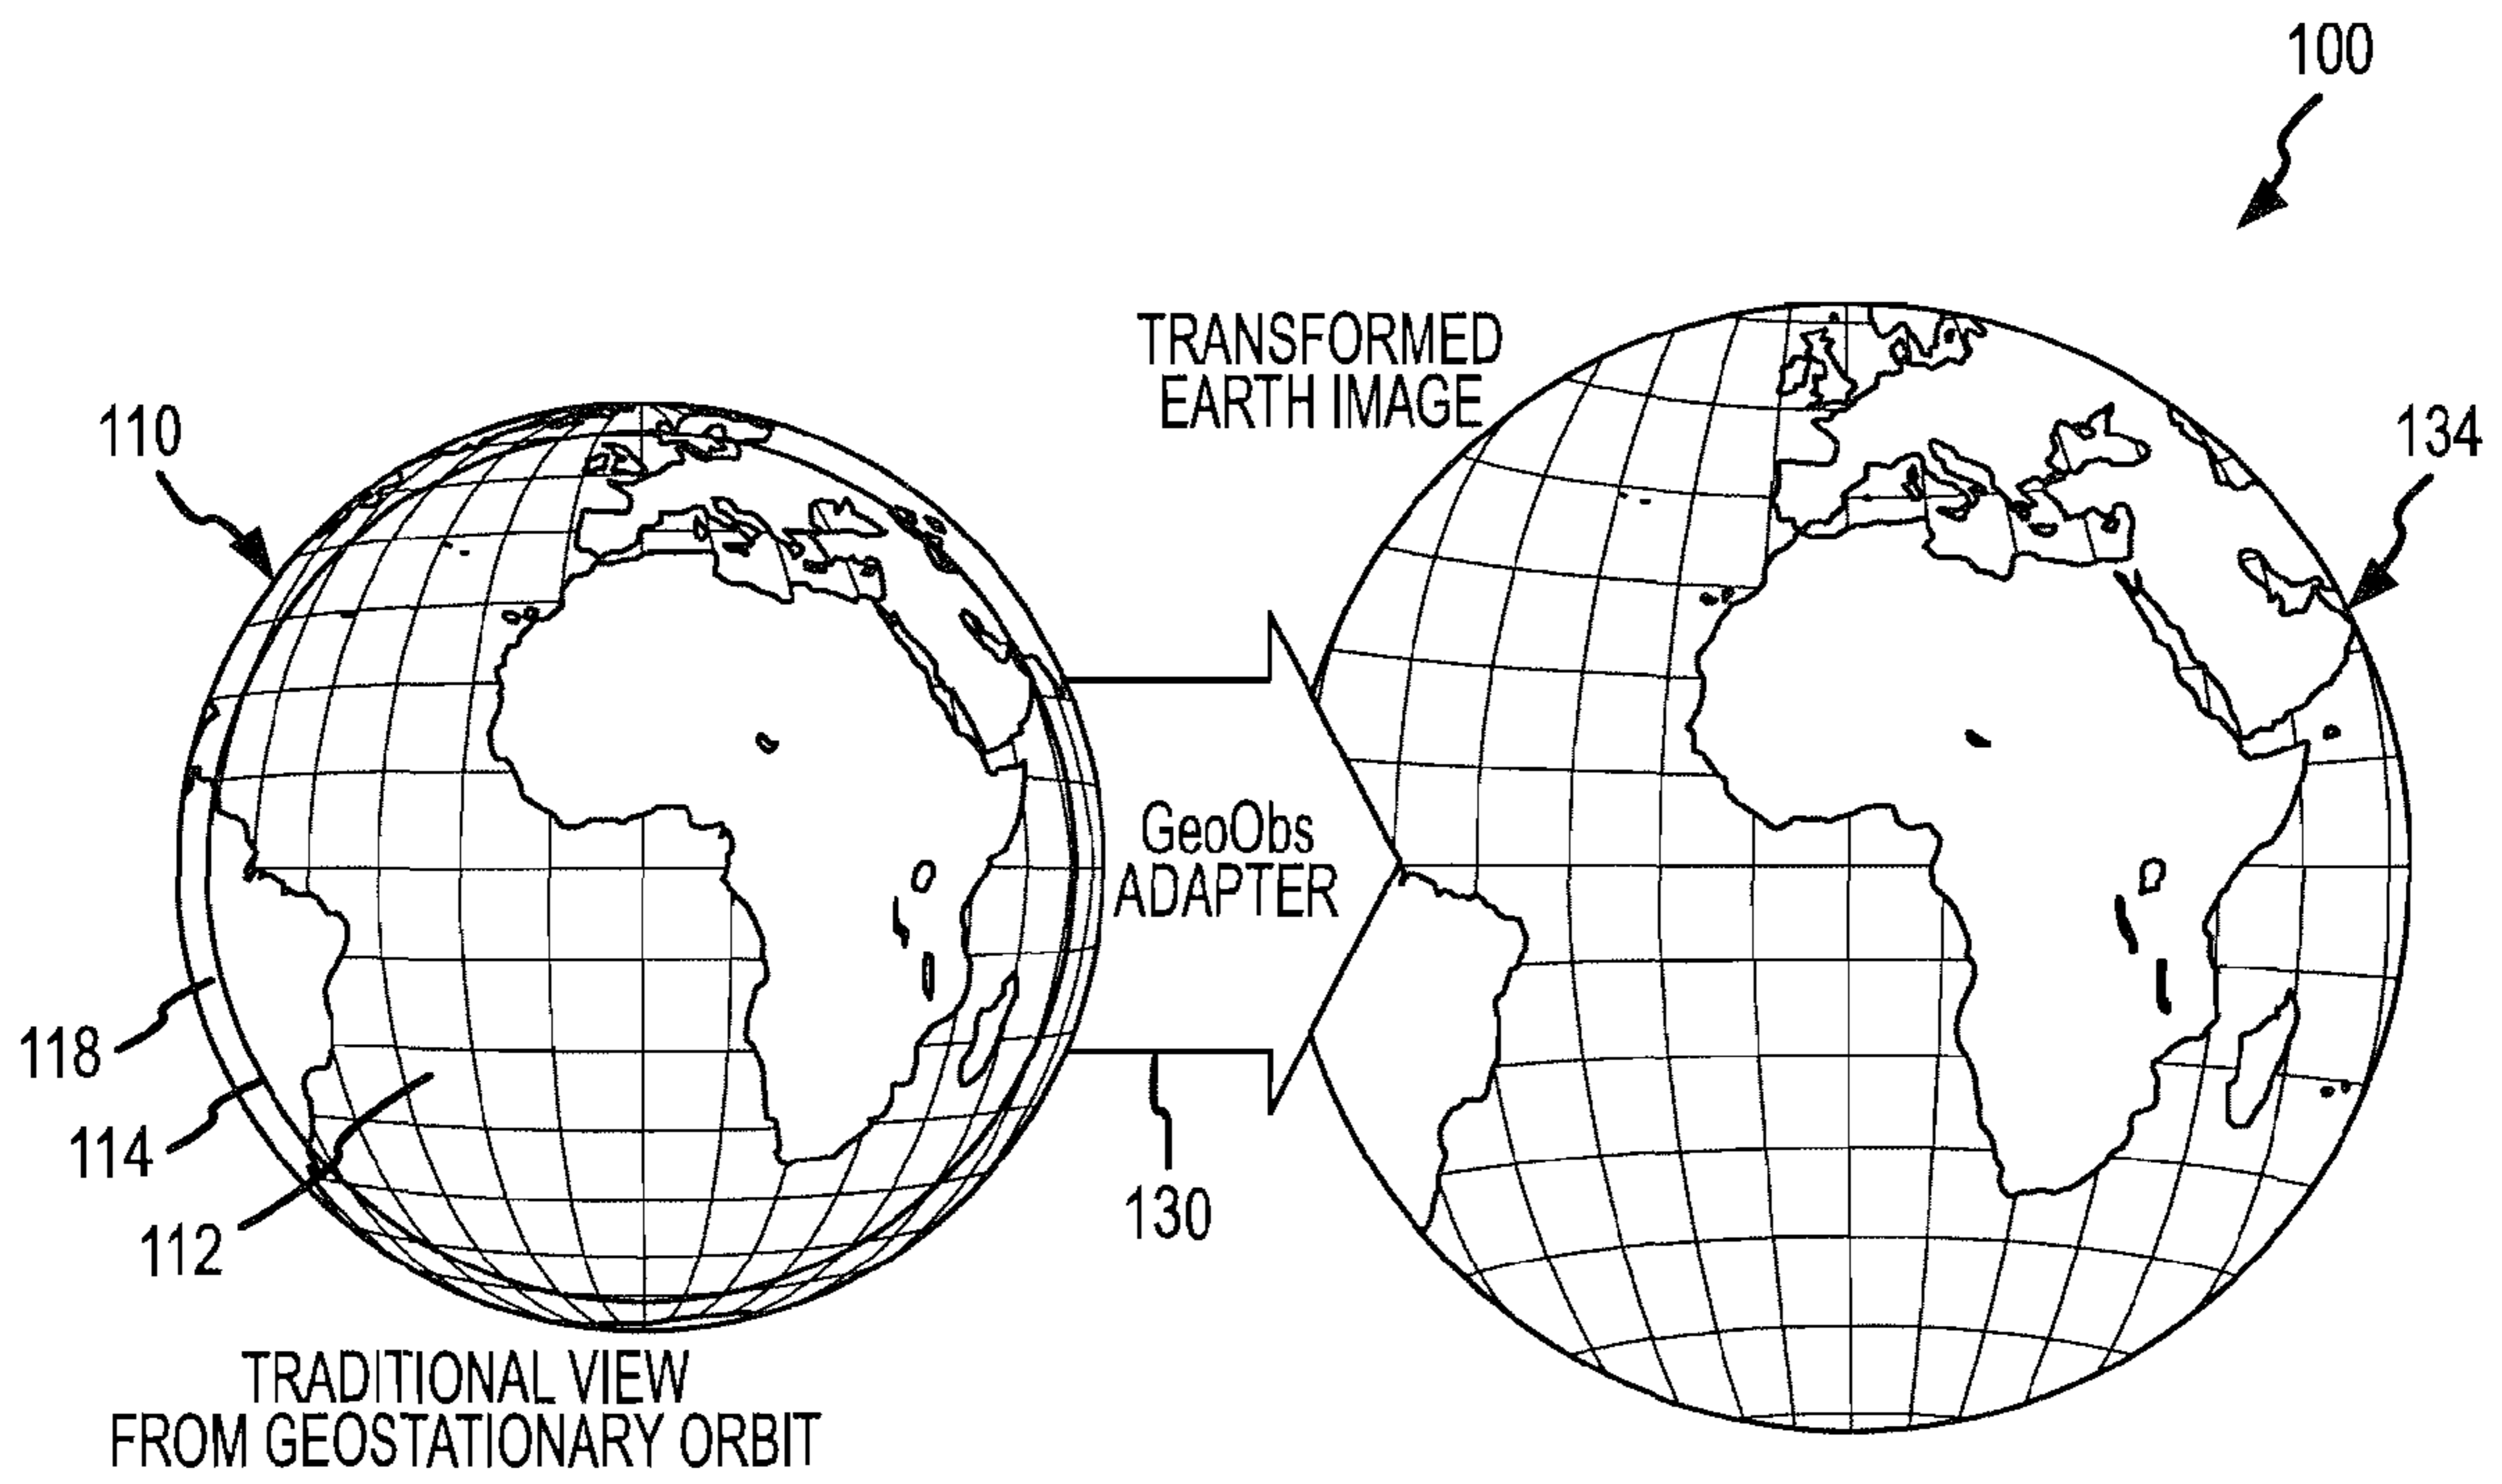 100
TRANSFORMED
EARTH IMAGE
110
134
GeoObs
ADAPTER
118
114
112
130
TRADITIONAL VIEW
FROM GEOSTATIONARY ORBIT